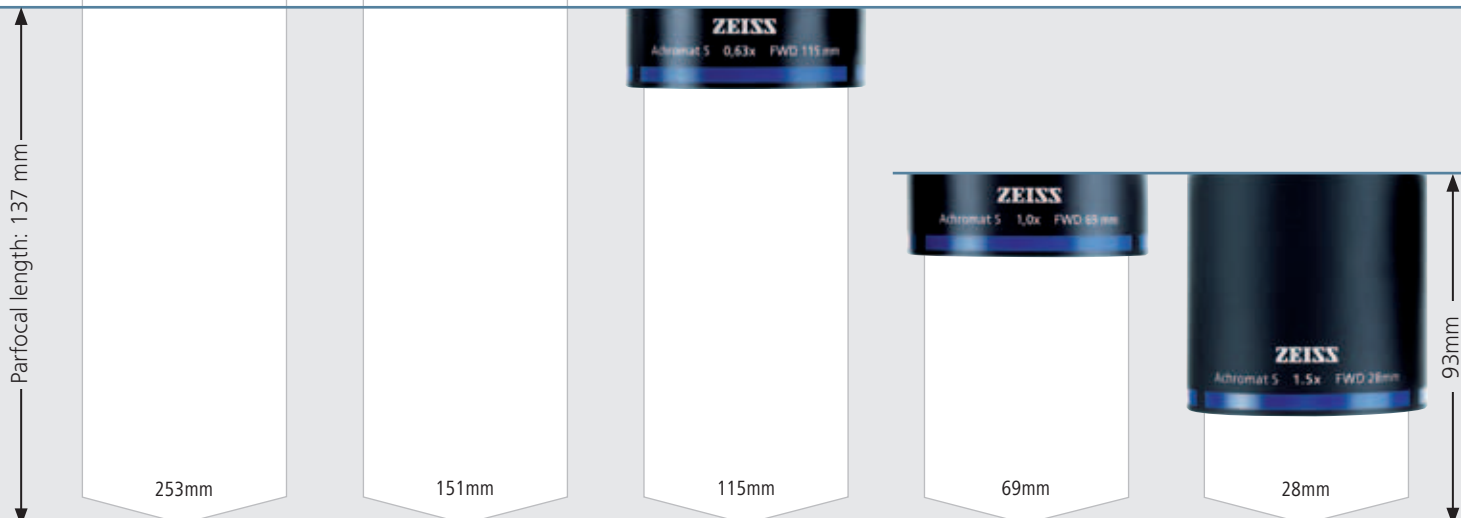 Parfocal length: 137 mm
ZEISS
Achromat S 0,63x FWD 115 mm
ZEISS
Achromat S 1,0x FWD 69 mm
ZEISS
Achromat S 1.5x FWD 28mm
93mm
253mm
151mm
115mm
69mm
28mm